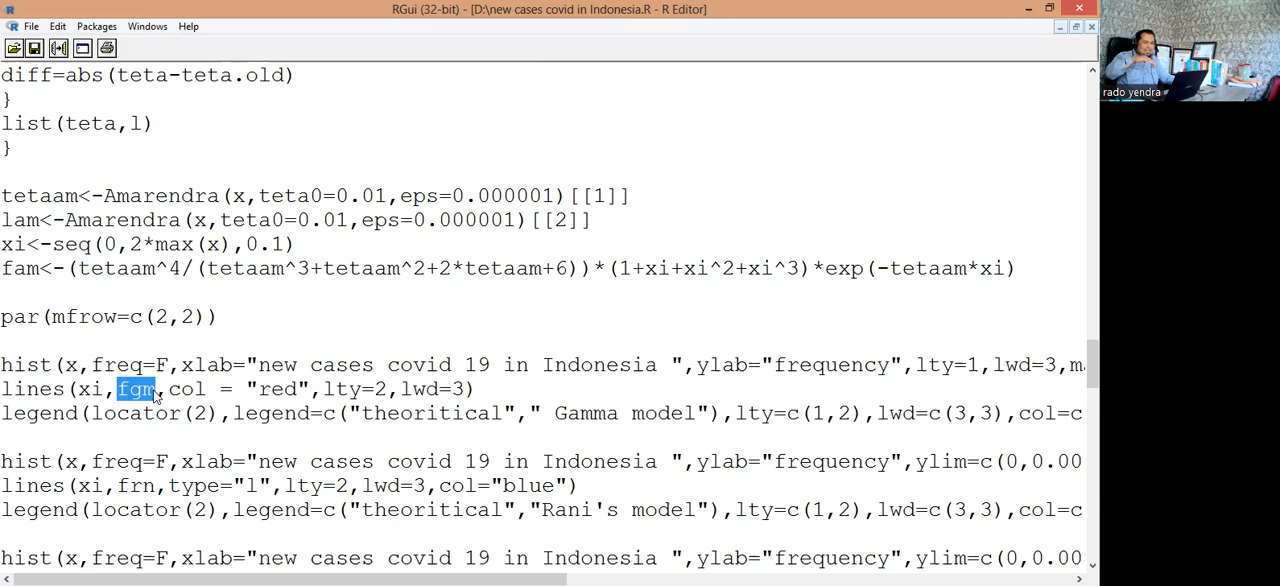 RGui (32-bit) - [D:\new cases covid in Indonesia.R - R Editor]
File Edit Packages Windows Help
diff=abs(teta-teta.old)
}
list(teta,l)
}
tetaam<-Amarendra(x,teta0=0.01,eps=0.000001)[[1]]
lam<-Amarendra(x,teta0=0.01,eps=0.000001)[[2]]
xi<-seq(0,2*max(x),0.1)
fam<-(tetaam^4/(tetaam^3+tetaam^2+2*tetaam+6))*(1+xi+xi^2+xi^3)*exp(-tetaam*xi)
par(mfrow=c(2,2))
hist(x,freq=F,xlab="new cases covid 19 in Indonesia ",ylab="frequency",lty=1,lwd=3,m
lines(xi,fgm,col = "red",lty=2,lwd=3)
legend(locator(2),legend=c("theoritical"," Gamma model"),lty=c(1,2),lwd=c(3,3),col=c
hist(x,freq=F,xlab="new cases covid 19 in Indonesia ",ylab="frequency",ylim=c(0,0.00
lines(xi,frn,type="l",lty=2,lwd=3,col="blue")
legend(locator(2),legend=c("theoritical","Rani's model"),lty=c(1,2),lwd=c(3,3),col=c
hist(x,freq=F,xlab="new cases covid 19 in Indonesia ",ylab="frequency",ylim=c(0,0.00
rado yendra